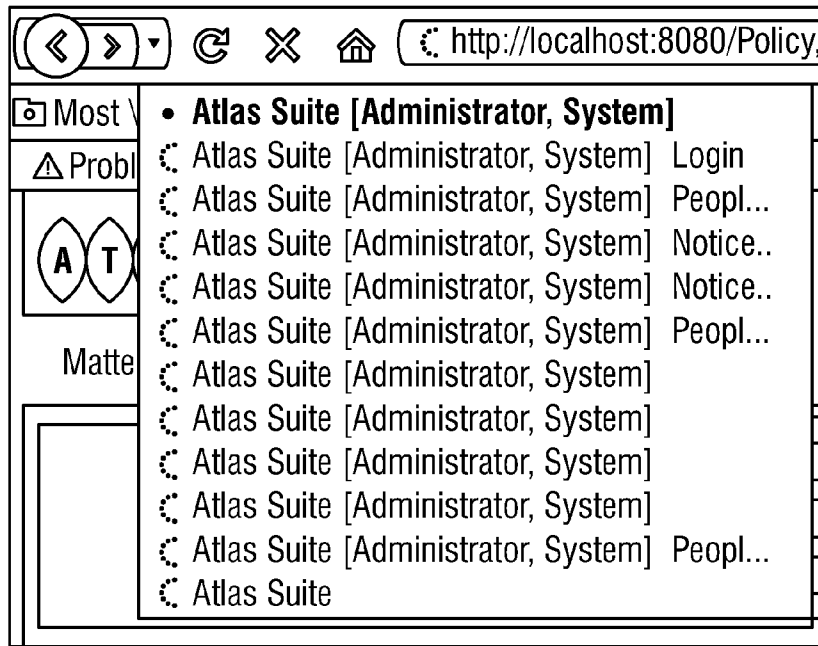 http://localhost:8080/Policy,
Most
• Atlas Suite [Administrator, System]
Probl
Atlas Suite [Administrator, System] Login
Atlas Suite [Administrator, System] Peopl...
Atlas Suite [Administrator, System] Notice..
A T
Atlas Suite [Administrator, System] Notice..
Atlas Suite [Administrator, System] Peopl...
Matte
Atlas Suite [Administrator, System]
Atlas Suite [Administrator, System]
Atlas Suite [Administrator, System]
Atlas Suite [Administrator, System]
Atlas Suite [Administrator, System] Peopl...
Atlas Suite